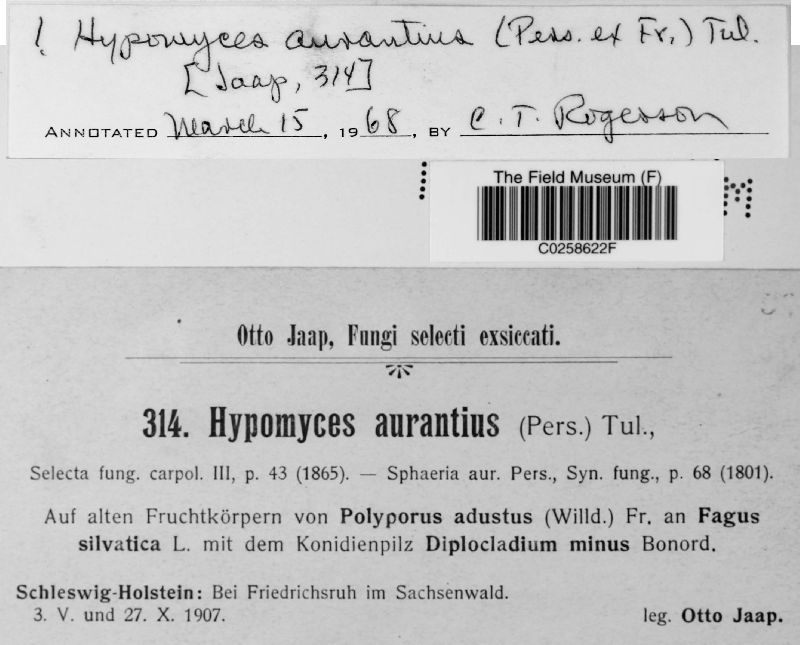 ! Hypomyces aurantius (Pers. ex Fr.) Tul.
[Jaap, 314]
ANNOTATED March 15, 1968, BY C. T. Rogerson
The Field Museum (F)
M
C0258622F
Otto Jaap, Fungi selecti exsiccati.
314. Hypomyces aurantius (Pers.) Tul.,
Selecta fung. carpol. III, p. 43 (1865). — Sphaeria aur. Pers., Syn. fung., p. 68 (1801).
Auf alten Fruchtkörpern von Polyporus adustus (Willd.) Fr. an Fagus
silvatica L. mit dem Konidienpilz Diplocladium minus Bonord.
Schleswig-Holstein: Bei Friedrichsruh im Sachsenwald.
3. V. und 27. X. 1907. leg. Otto Jaap.